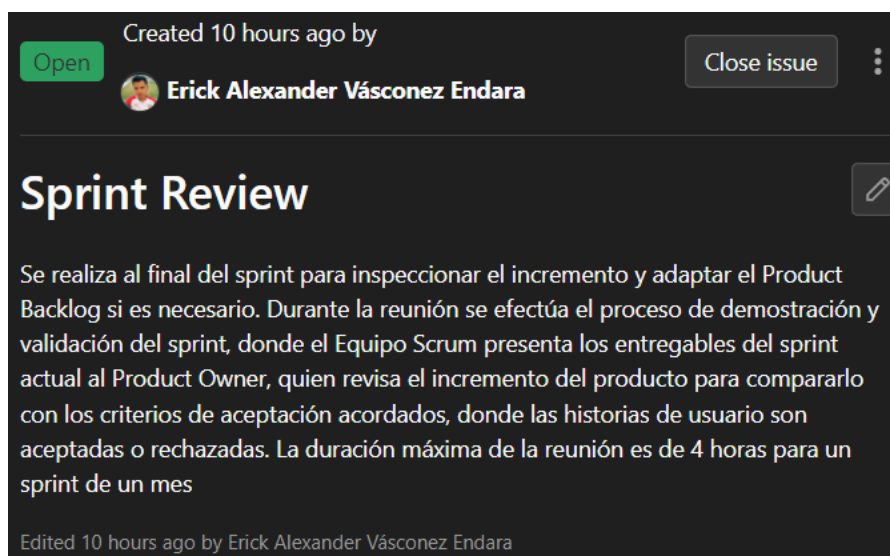 Created 10 hours ago by
Open
Close issue
Erick Alexander Vásconez Endara
Sprint Review
Se realiza al final del sprint para inspeccionar el incremento y adaptar el Product
Backlog si es necesario. Durante la reunión se efectúa el proceso de demostración y
validación del sprint, donde el Equipo Scrum presenta los entregables del sprint
actual al Product Owner, quien revisa el incremento del producto para compararlo
con los criterios de aceptación acordados, donde las historias de usuario son
aceptadas o rechazadas. La duración máxima de la reunión es de 4 horas para un
sprint de un mes
Edited 10 hours ago by Erick Alexander Vásconez Endara